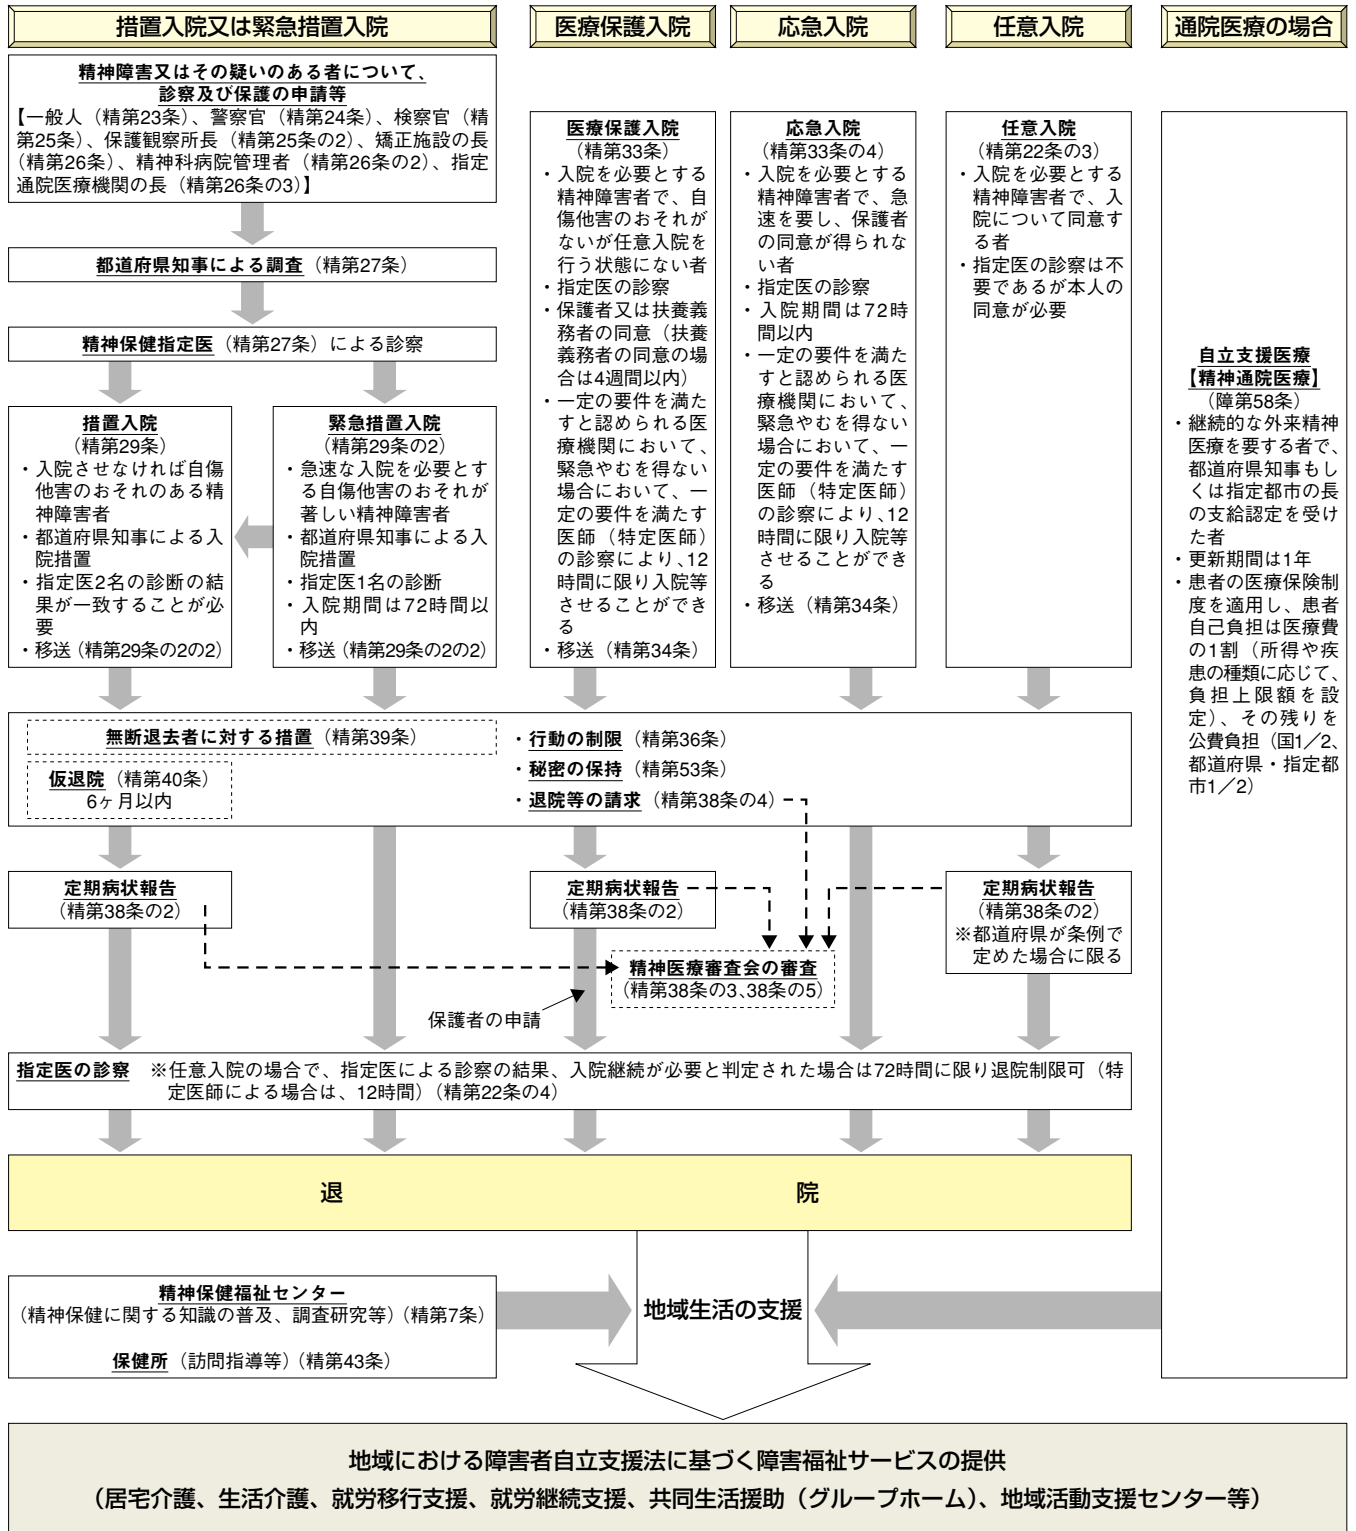 措置入院又は緊急措置入院
医療保護入院
応急入院
任意入院
通院医療の場合
精神障害又はその疑いのある者について、
診察及び保護の申請等
【一般人（精第23条）、警察官（精第24条）、検察官（精
第25条）、保護観察所長（精第25条の2）、矯正施設の長
（精第26条）、精神科病院管理者（精第26条の2）、指定
通院医療機関の長（精第26条の3）】
都道府県知事による調査（精第27条）
精神保健指定医（精第27条）による診察
措置入院
（精第29条）
・入院させなければ自傷
他害のおそれのある精
神障害者
・都道府県知事による入
院措置
・指定医2名の診断の結
果が一致することが必
要
・移送（精第29条の2の2）
緊急措置入院
（精第29条の2）
・急速な入院を必要とす
る自傷他害のおそれが
著しい精神障害者
・都道府県知事による入
院措置
・指定医1名の診断
・入院期間は72時間以
内
・移送（精第29条の2の2）
医療保護入院
（精第33条）
・入院を必要とする
精神障害者で、自
傷他害のおそれが
ないが任意入院を
行う状態にない者
・指定医の診察
・保護者又は扶養義
務者の同意（扶養
義務者の同意の場
合は4週間以内）
・一定の要件を満た
すと認められる医
療機関において、
緊急やむを得ない
場合において、一
定の要件を満たす
医師（特定医師）
の診察により、12
時間に限り入院等
させることができ
る
・移送（精第34条）
応急入院
（精第33条の4）
・入院を必要とする
精神障害者で、急
速を要し、保護者
の同意が得られな
い者
・指定医の診察
・入院期間は72時
間以内
・一定の要件を満た
すと認められる医
療機関において、
緊急やむを得ない
場合において、一
定の要件を満たす
医師（特定医師）
の診察により、12
時間に限り入院等
させることができ
る
・移送（精第34条）
任意入院
（精第22条の3）
・入院を必要とする
精神障害者で、入
院について同意す
る者
・指定医の診察は不
要であるが本人の
同意が必要
自立支援医療
【精神通院医療】
（障第58条）
・継続的な外来精神
医療を要する者で、
都道府県知事もし
くは指定都市の長
の支給認定を受け
た者
・更新期間は1年
・患者の医療保険制
度を適用し、患者
自己負担は医療費
の1割（所得や疾
患の種類に応じて、
負担上限額を設
定）、その残りを
公費負担（国1／2、
都道府県・指定都
市1／2）
無断退去者に対する措置（精第39条）
仮退院（精第40条）
6ヶ月以内
・行動の制限（精第36条）
・秘密の保持（精第53条）
・退院等の請求（精第38条の4）
定期病状報告
（精第38条の2）
定期病状報告
（精第38条の2）
定期病状報告
（精第38条の2）
※都道府県が条例で
定めた場合に限る
精神医療審査会の審査
（精第38条の3、38条の5）
保護者の申請
指定医の診察　※任意入院の場合で、指定医による診察の結果、入院継続が必要と判定された場合は72時間に限り退院制限可（特
定医師による場合は、12時間）（精第22条の4）
退　院
精神保健福祉センター
（精神保健に関する知識の普及、調査研究等）（精第7条）
保健所（訪問指導等）（精第43条）
地域生活の支援
地域における障害者自立支援法に基づく障害福祉サービスの提供
（居宅介護、生活介護、就労移行支援、就労継続支援、共同生活援助（グループホーム）、地域活動支援センター等）